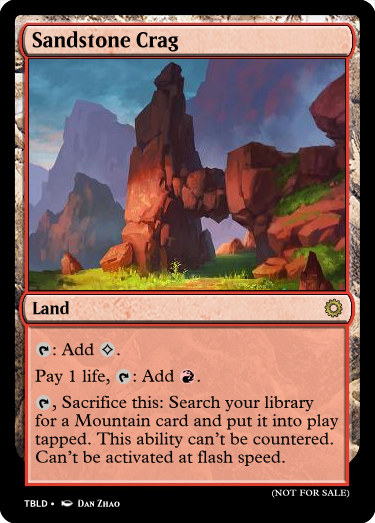 Sandstone Crag
Land
: Add .
Pay 1 life, : Add .
, Sacrifice this: Search your library
for a Mountain card and put it into play
tapped. This ability can't be countered.
Can't be activated at flash speed.
(NOT FOR SALE)
TBLD • Dan Zhao